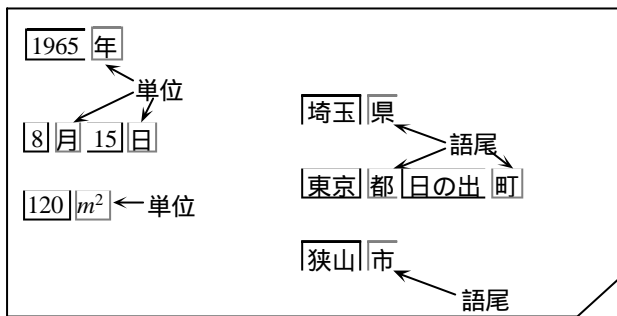 1965 年
単位
8 月 15 日
120 m² 単位
埼玉 県
語尾
東京 都 日の出 町
狭山 市
語尾